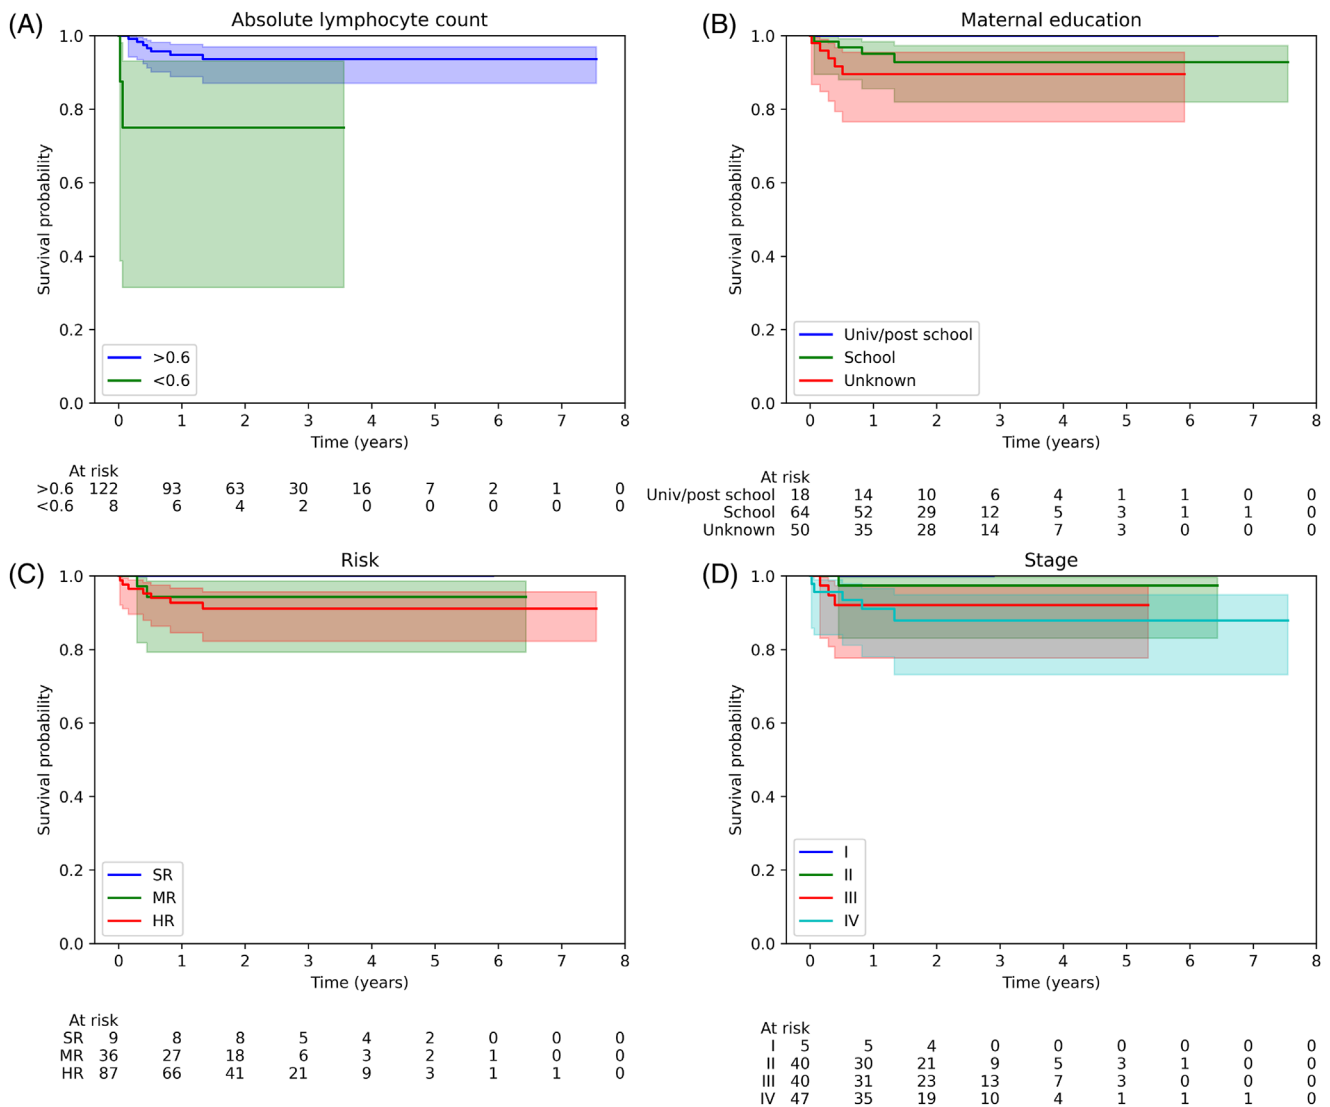 (A)
Absolute lymphocyte count
1.0
0.8
0.6
0.4
0.2
0.0
Survival probability
>0.6
<0.6
0 1 2 3 4 5 6 7 8
Time (years)
At risk
>0.6 122 93 63 30 16 7 2 1 0
<0.6 8 6 4 2 0 0 0 0 0
(B)
Maternal education
1.0
0.8
0.6
0.4
0.2
0.0
Survival probability
Univ/post school
School
Unknown
0 1 2 3 4 5 6 7 8
Time (years)
At risk
Univ/post school 18 14 10 6 4 1 1 0 0
School 64 52 29 12 5 3 1 1 0
Unknown 50 35 28 14 7 3 0 0 0
(C)
Risk
1.0
0.8
0.6
0.4
0.2
0.0
Survival probability
SR
MR
HR
0 1 2 3 4 5 6 7 8
Time (years)
At risk
SR 9 8 8 5 4 2 0 0 0
MR 36 27 18 6 3 2 1 0 0
HR 87 66 41 21 9 3 1 1 0
(D)
Stage
1.0
0.8
0.6
0.4
0.2
0.0
Survival probability
I
II
III
IV
0 1 2 3 4 5 6 7 8
Time (years)
At risk
I 5 5 4 0 0 0 0 0 0
II 40 30 21 9 5 3 1 0 0
III 40 31 23 13 7 3 0 0 0
IV 47 35 19 10 4 1 1 1 0